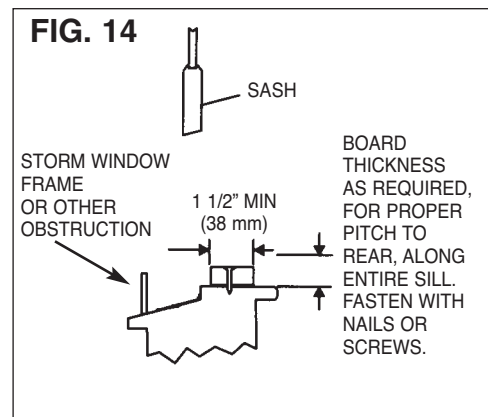 FIG. 14
SASH
STORM WINDOW
FRAME
OR OTHER
OBSTRUCTION
1 1/2” MIN
(38 mm)
BOARD
THICKNESS
AS REQUIRED,
FOR PROPER
PITCH TO
REAR, ALONG
ENTIRE SILL.
FASTEN WITH
NAILS OR
SCREWS.